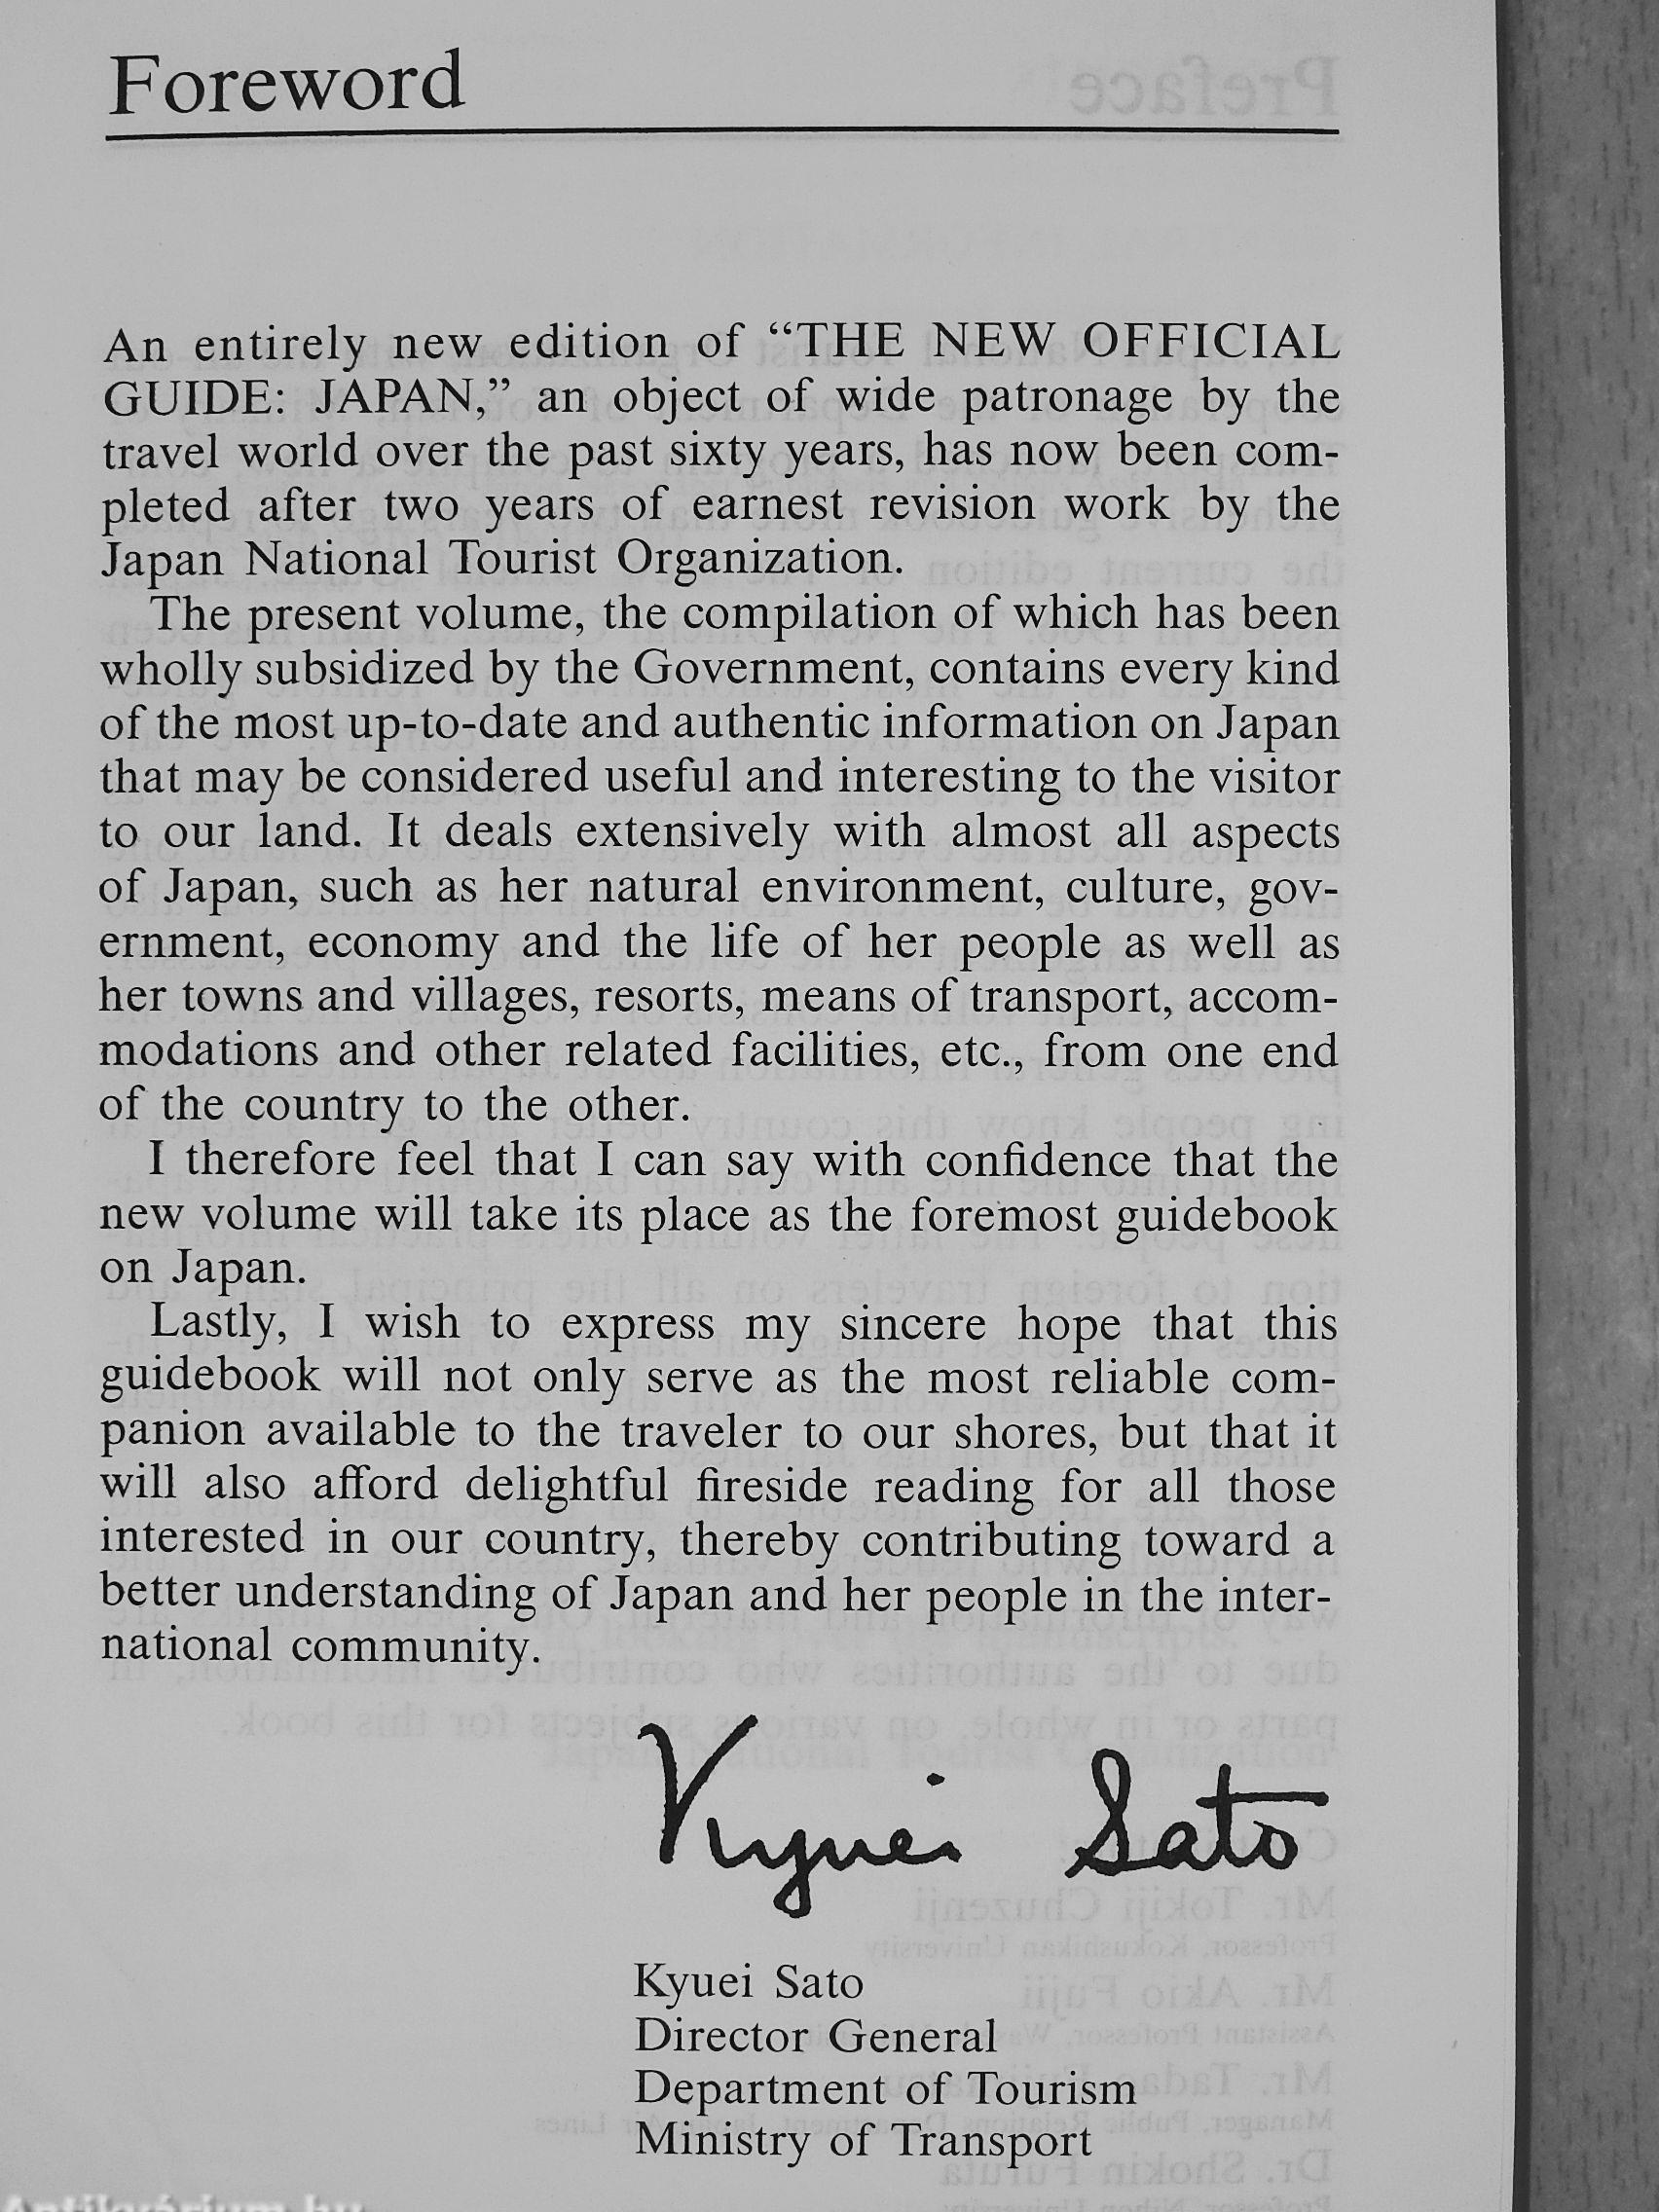 Foreword
Preface
An entirely new edition of “THE NEW OFFICIAL
GUIDE: JAPAN,” an object of wide patronage by the
travel world over the past sixty years, has now been com-
pleted after two years of earnest revision work by the
Japan National Tourist Organization.
The present volume, the compilation of which has been
wholly subsidized by the Government, contains every kind
of the most up-to-date and authentic information on Japan
that may be considered useful and interesting to the visitor
to our land. It deals extensively with almost all aspects
of Japan, such as her natural environment, culture, gov-
ernment, economy and the life of her people as well as
her towns and villages, resorts, means of transport, accom-
modations and other related facilities, etc., from one end
of the country to the other.
I therefore feel that I can say with confidence that the
new volume will take its place as the foremost guidebook
on Japan.
Lastly, I wish to express my sincere hope that this
guidebook will not only serve as the most reliable com-
panion available to the traveler to our shores, but that it
will also afford delightful fireside reading for all those
interested in our country, thereby contributing toward a
better understanding of Japan and her people in the inter-
national community.
Kyuei Sato
Kyuei Sato
Director General
Department of Tourism
Ministry of Transport
Antikvárium.hu